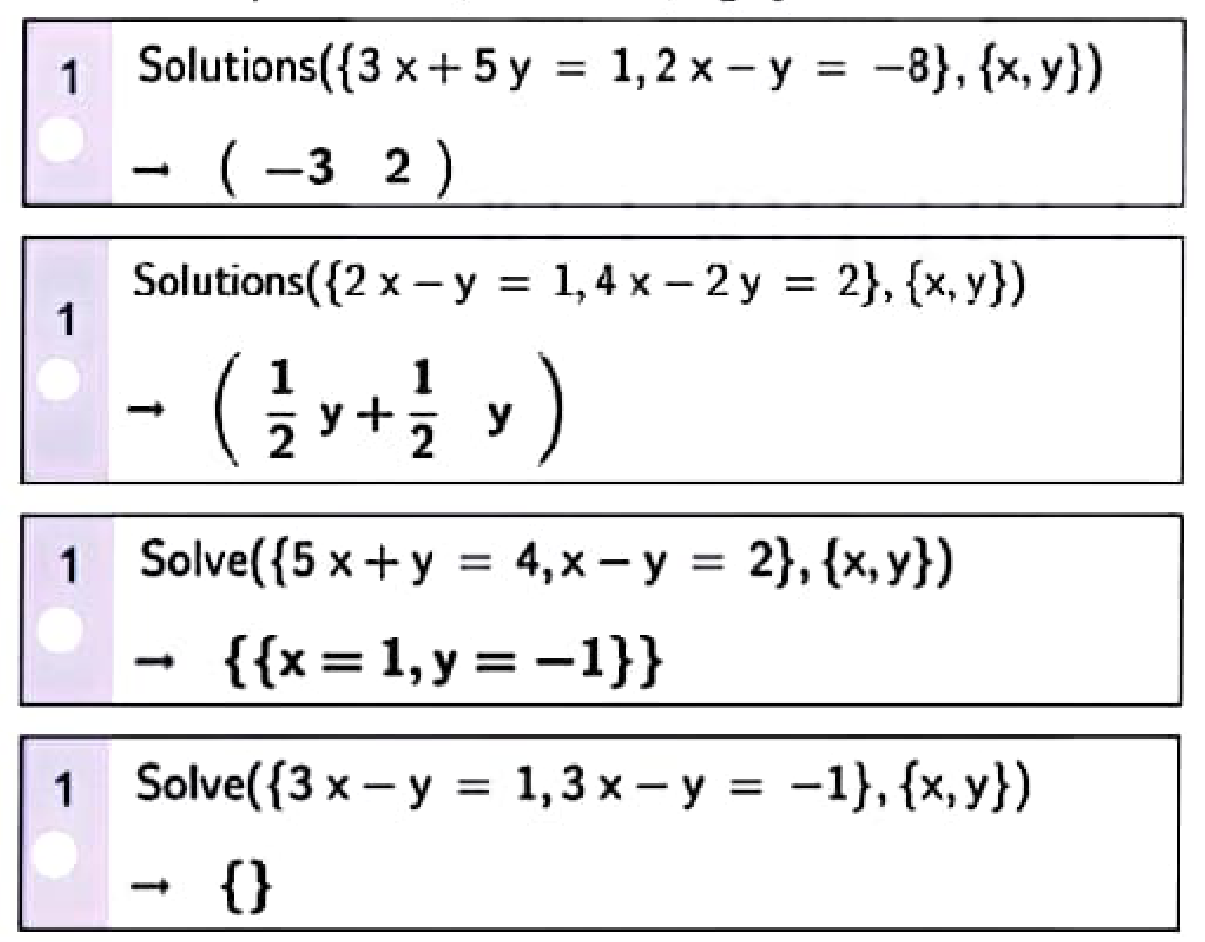 1 Solutions({3 x + 5 y = 1, 2 x − y = −8}, {x, y})
→ ( −3 2 )
1 Solutions({2 x − y = 1, 4 x − 2 y = 2}, {x, y})
→ ( 1/2 y + 1/2 y )
1 Solve({5 x + y = 4, x − y = 2}, {x, y})
→ {{x = 1, y = −1}}
1 Solve({3 x − y = 1, 3 x − y = −1}, {x, y})
→ {}